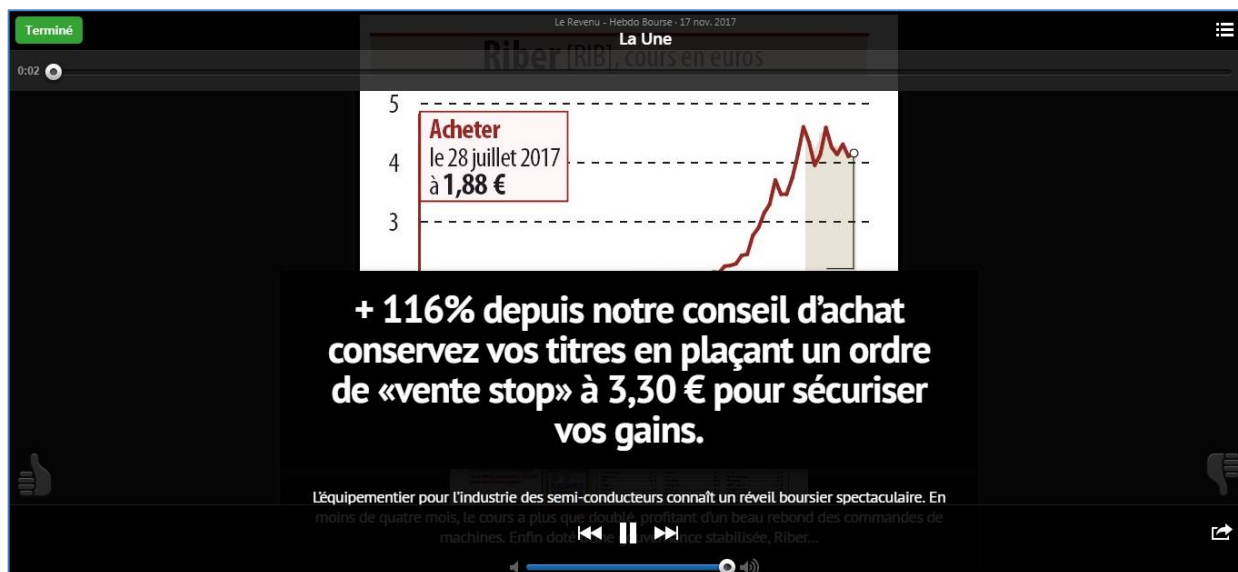 Terminé
Le Revenu - Hebdo Bourse - 17 nov. 2017
La Une
Riber [RIB], cours en euros
0:02
5
Acheter
le 28 juillet 2017
à 1,88 €
4
3
+ 116% depuis notre conseil d’achat
conservez vos titres en plaçant un ordre
de «vente stop» à 3,30 € pour sécuriser
vos gains.
L’équipementier pour l’industrie des semi-conducteurs connaît un réveil boursier spectaculaire. En
moins de quatre mois, le cours a plus que doublé, profitant d’un beau rebond des commandes de
machines. Enfin doté d’une gouvernance stabilisée, Riber...